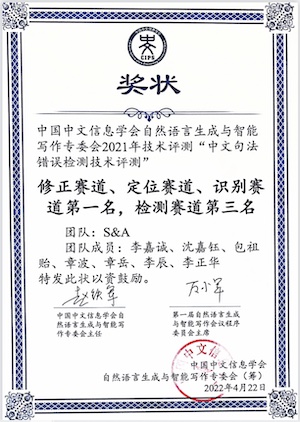 CIPS
奖状
中国中文信息学会自然语言生成与智能
写作专委会2021年技术评测“中文句法
错误检测技术评测”
修正赛道、定位赛道、识别赛
道第一名，检测赛道第三名
团队：S&A
团队成员：李嘉诚、沈嘉钰、包祖
贻、章波、章岳、李辰、李正华
特发此状以资鼓励。
中国中文信息学会自
然语言生成与智能写
作专委会主任
第一届自然语言生成
与智能写作会议程序
委员会主席
中国中文信息学会
自然语言生成与智能写作专委会（筹）
2022年4月22日